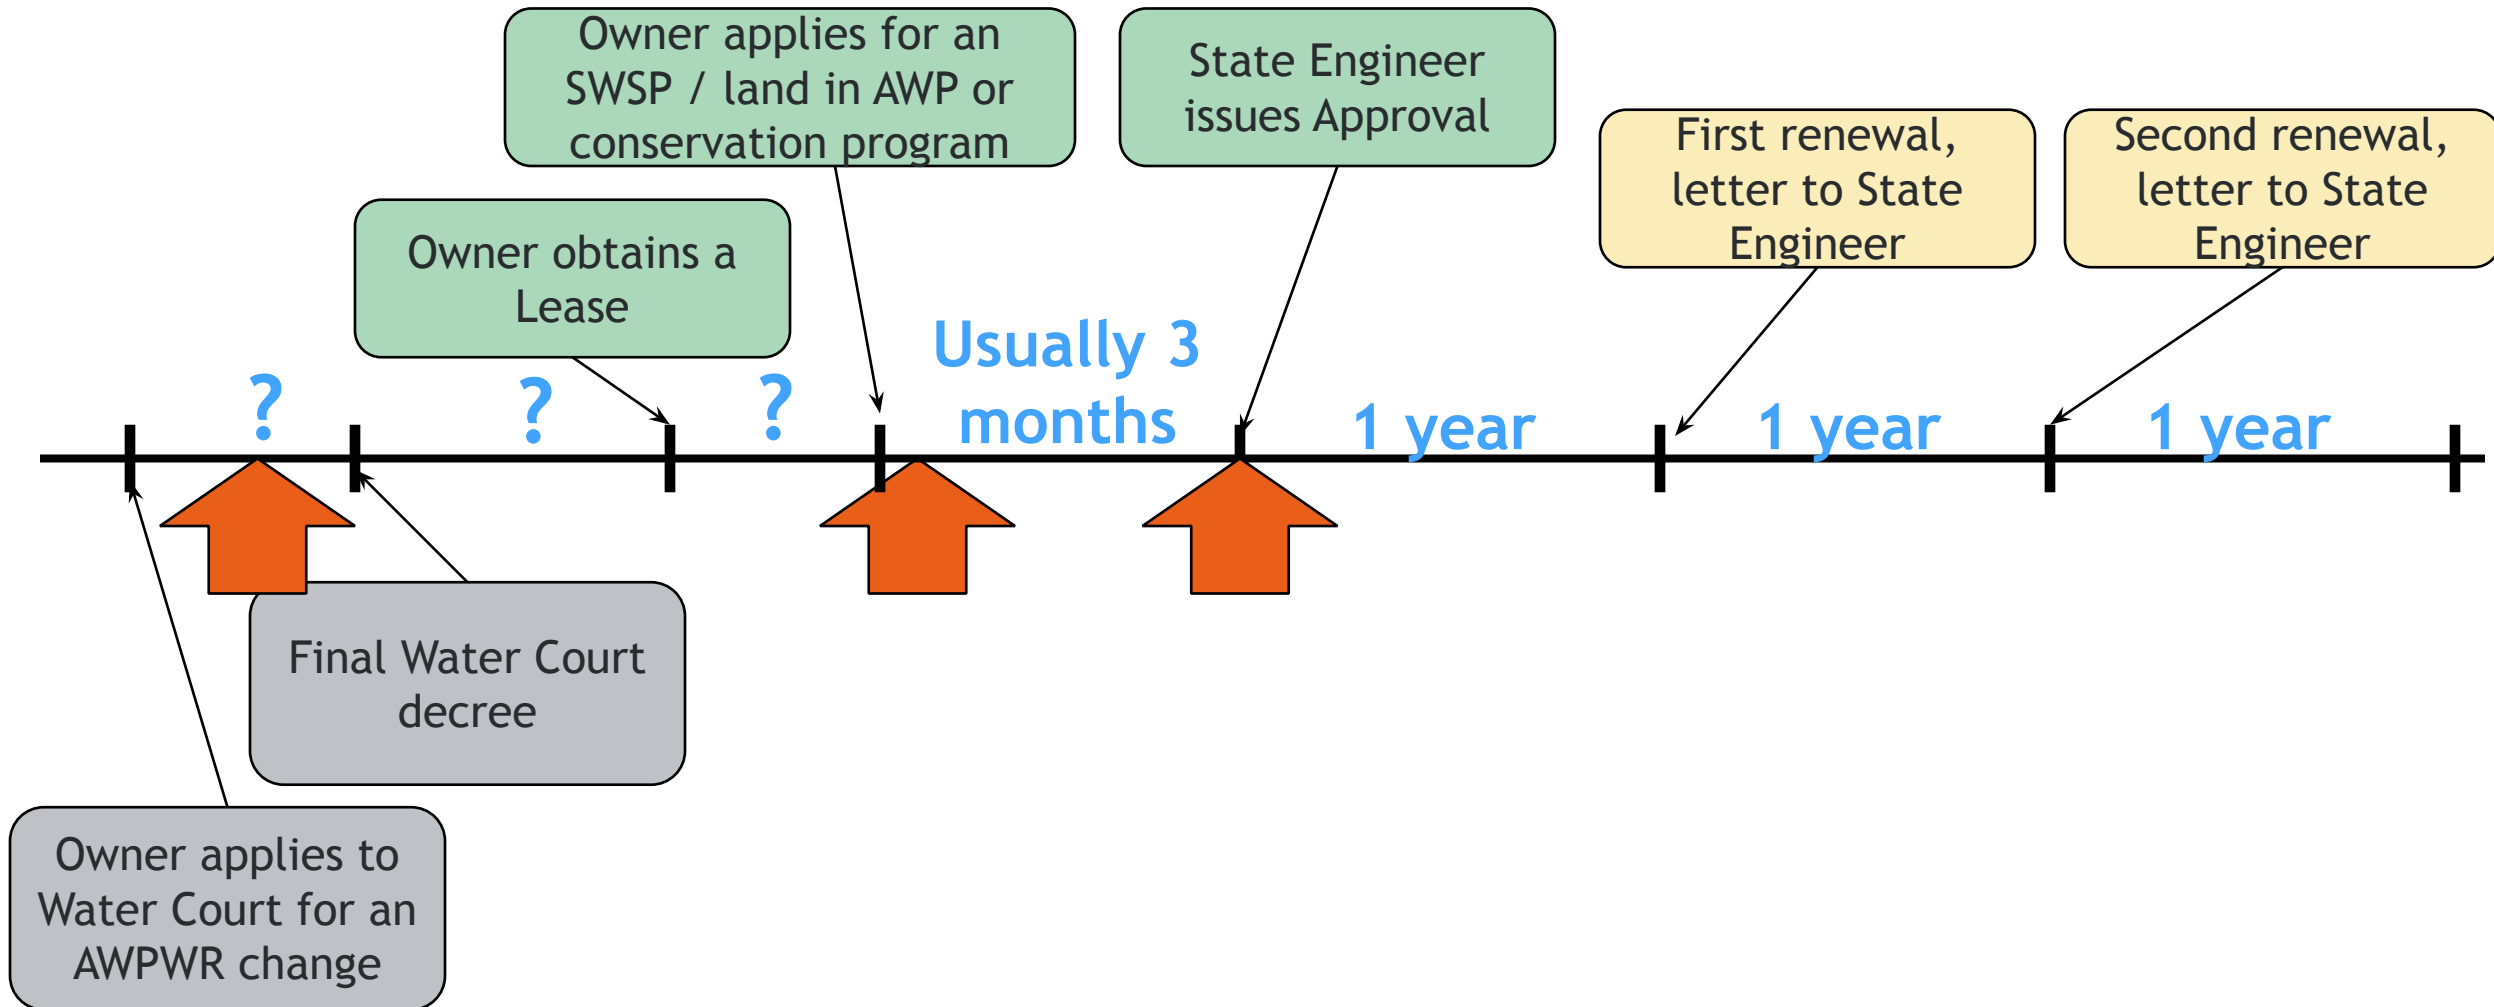 Owner applies for an
SWSP / land in AWP or
conservation program
State Engineer
issues Approval
First renewal,
letter to State
Engineer
Second renewal,
letter to State
Engineer
Owner obtains a
Lease
?
?
?
Usually 3
months
1 year
1 year
1 year
Final Water Court
decree
Owner applies to
Water Court for an
AWPWR change